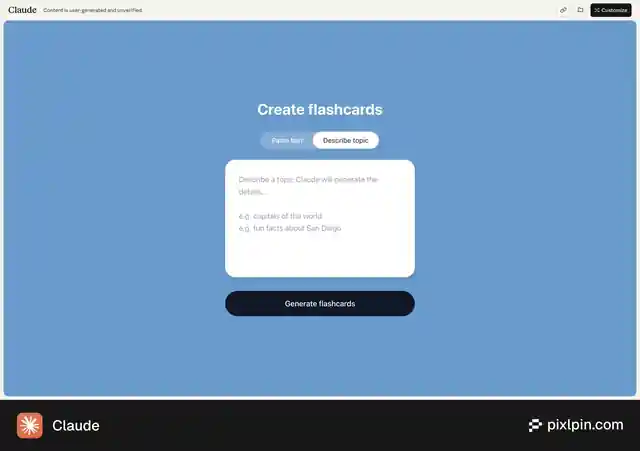 Claude
Content is user-generated and unverified.
Customize
Create flashcards
Paste text
Describe topic
Describe a topic. Claude will generate the
details...
e.g. capitals of the world
e.g. fun facts about San Diego
Generate flashcards
Claude
pixlpin.com